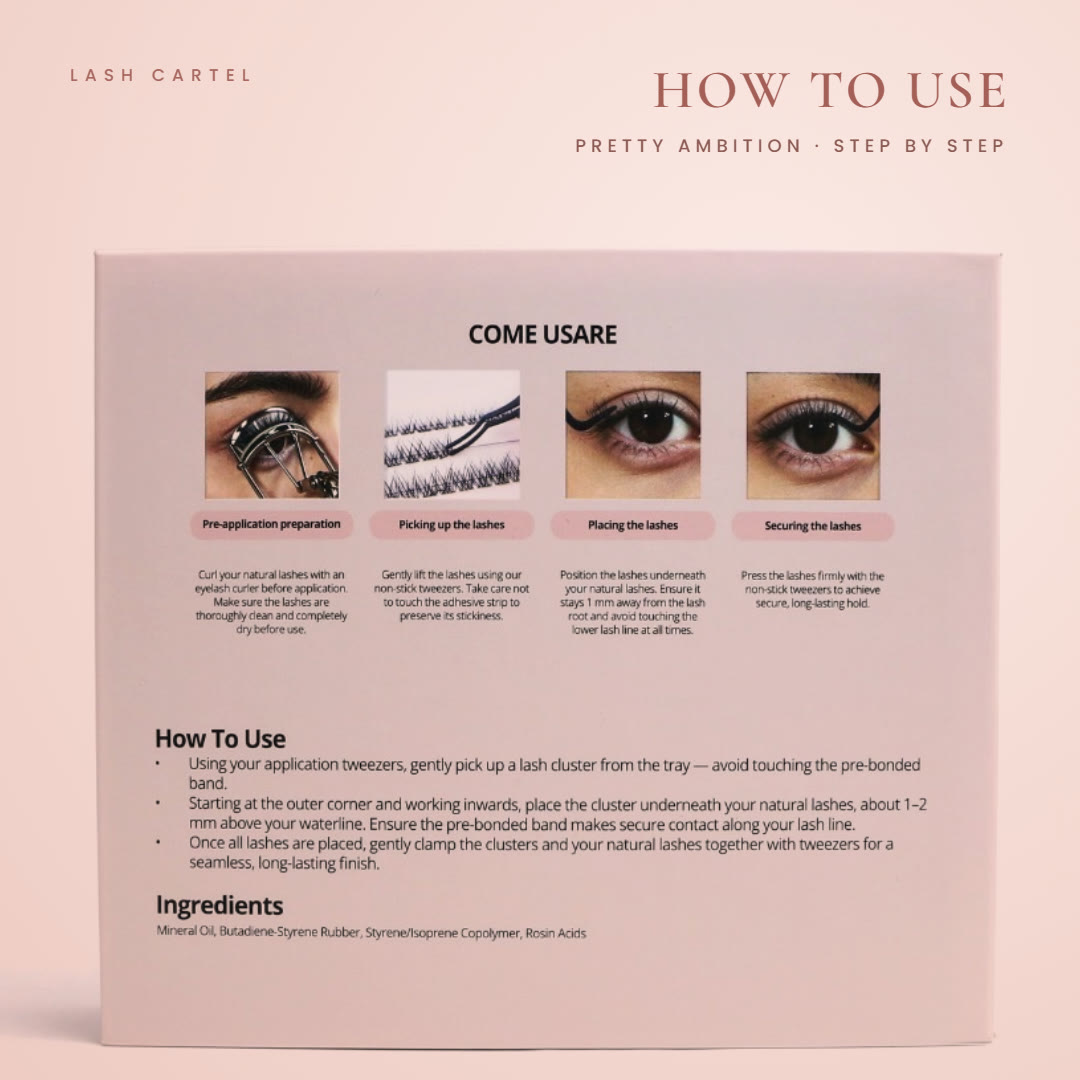 LASH CARTEL
HOW TO USE
PRETTY AMBITION · STEP BY STEP
COME USARE
Pre-application preparation
Curl your natural lashes with an
eyelash curler before application.
Make sure the lashes are
thoroughly clean and completely
dry before use.
Picking up the lashes
Gently lift the lashes using our
non-stick tweezers. Take care not
to touch the adhesive strip to
preserve its stickiness.
Placing the lashes
Position the lashes underneath
your natural lashes. Ensure it
stays 1 mm away from the lash
root and avoid touching the
lower lash line at all times.
Securing the lashes
Press the lashes firmly with the
non-stick tweezers to achieve
secure, long-lasting hold.
How To Use
• Using your application tweezers, gently pick up a lash cluster from the tray — avoid touching the pre-bonded
band.
• Starting at the outer corner and working inwards, place the cluster underneath your natural lashes, about 1–2
mm above your waterline. Ensure the pre-bonded band makes secure contact along your lash line.
• Once all lashes are placed, gently clamp the clusters and your natural lashes together with tweezers for a
seamless, long-lasting finish.
Ingredients
Mineral Oil, Butadiene-Styrene Rubber, Styrene/Isoprene Copolymer, Rosin Acids